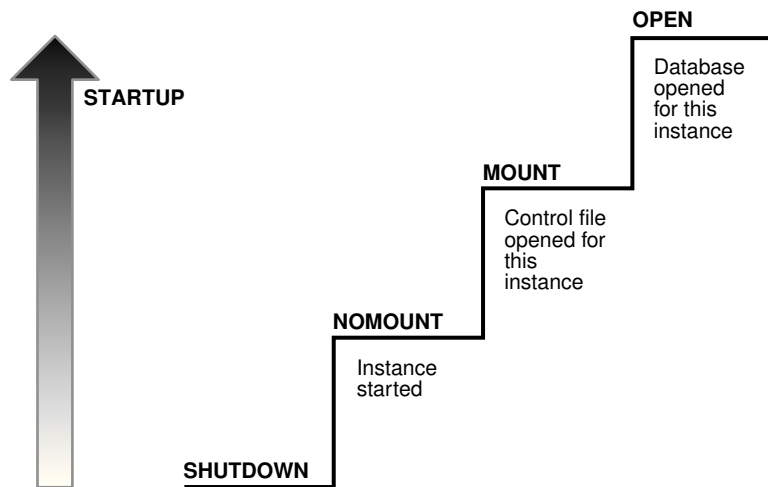 OPEN
Database
opened
for this
instance
STARTUP
MOUNT
Control file
opened for
this
instance
NOMOUNT
Instance
started
SHUTDOWN